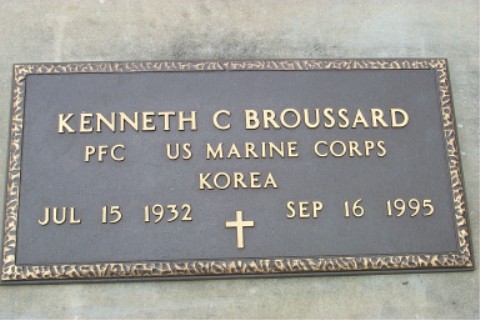 KENNETH C BROUSSARD
PFC US MARINE CORPS
KOREA
JUL 15 1932 SEP 16 1995